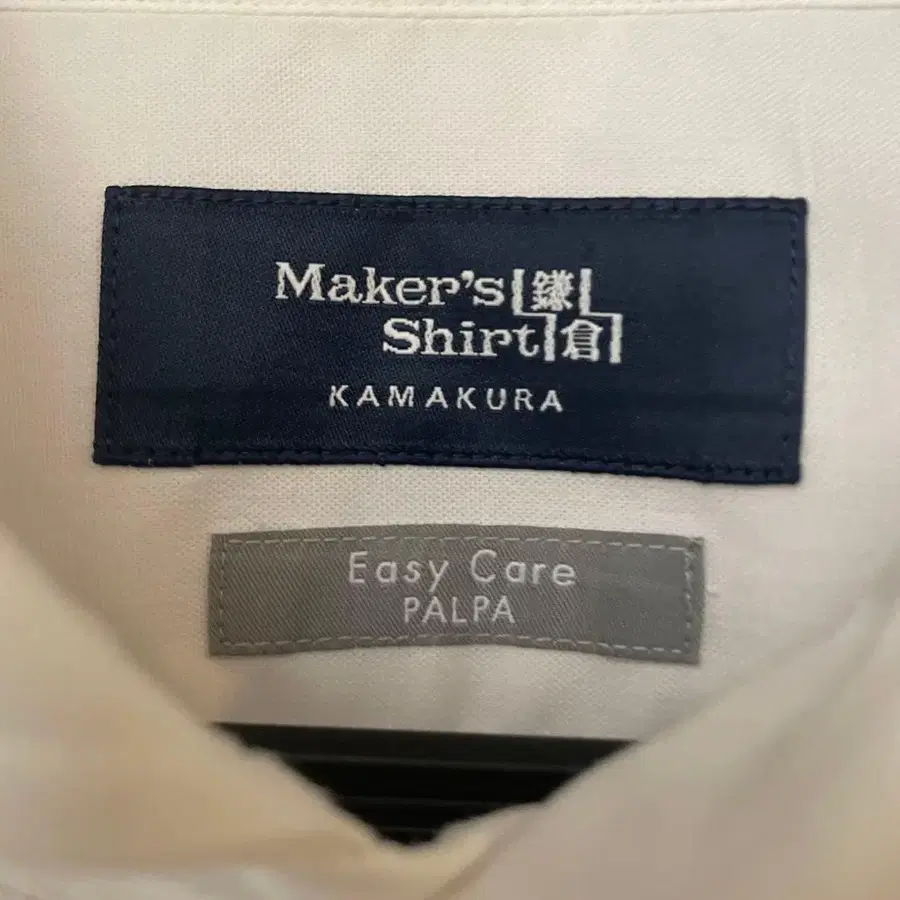 Maker's 鎌
Shirt 倉
KAMAKURA
Easy Care
PALPA